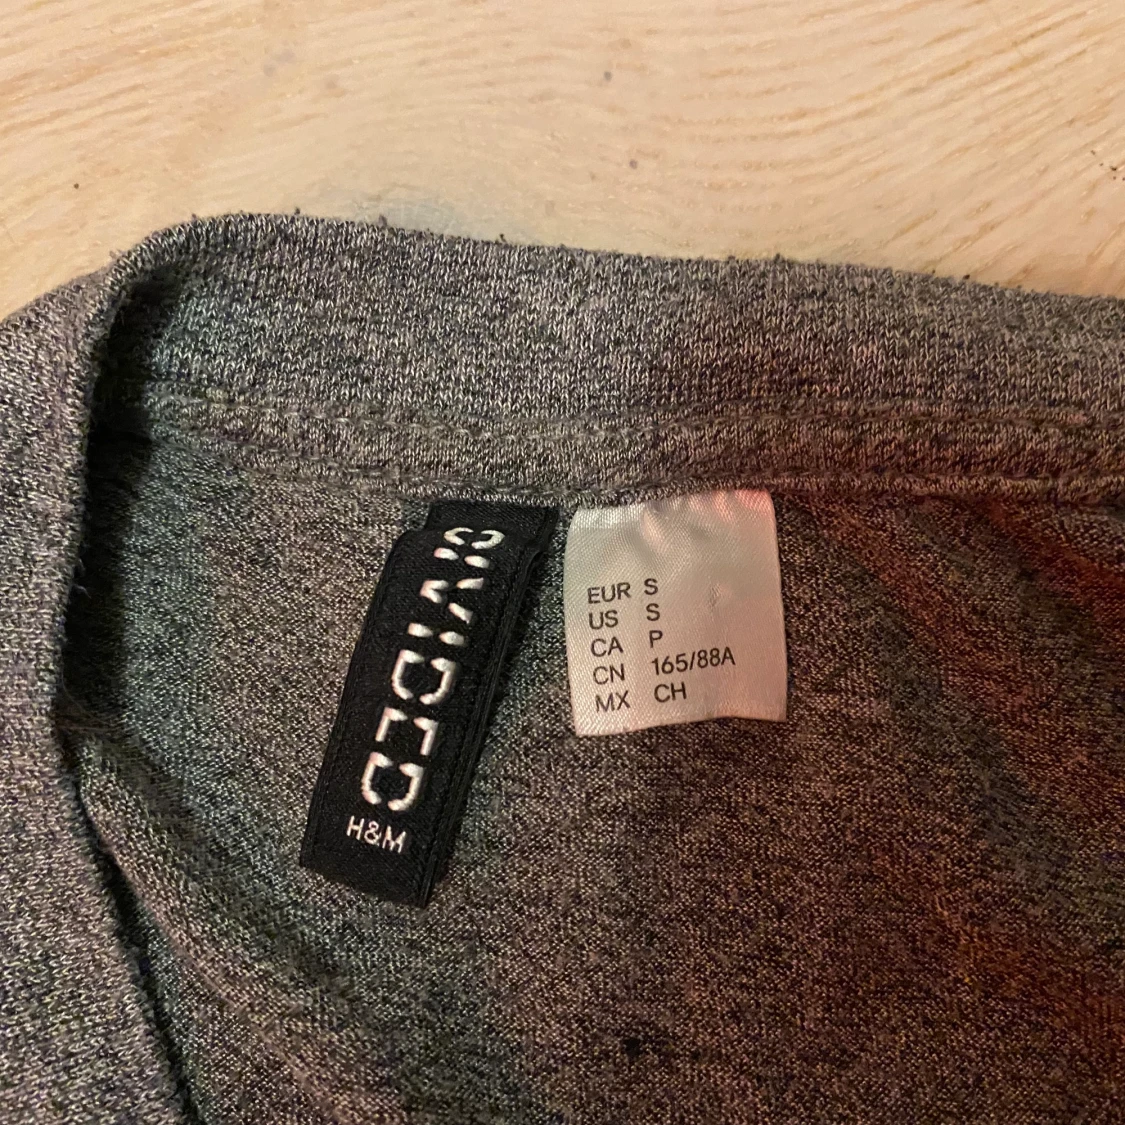 DIVIDED
H&M
EUR S
US S
CA P
CN 165/88A
MX CH